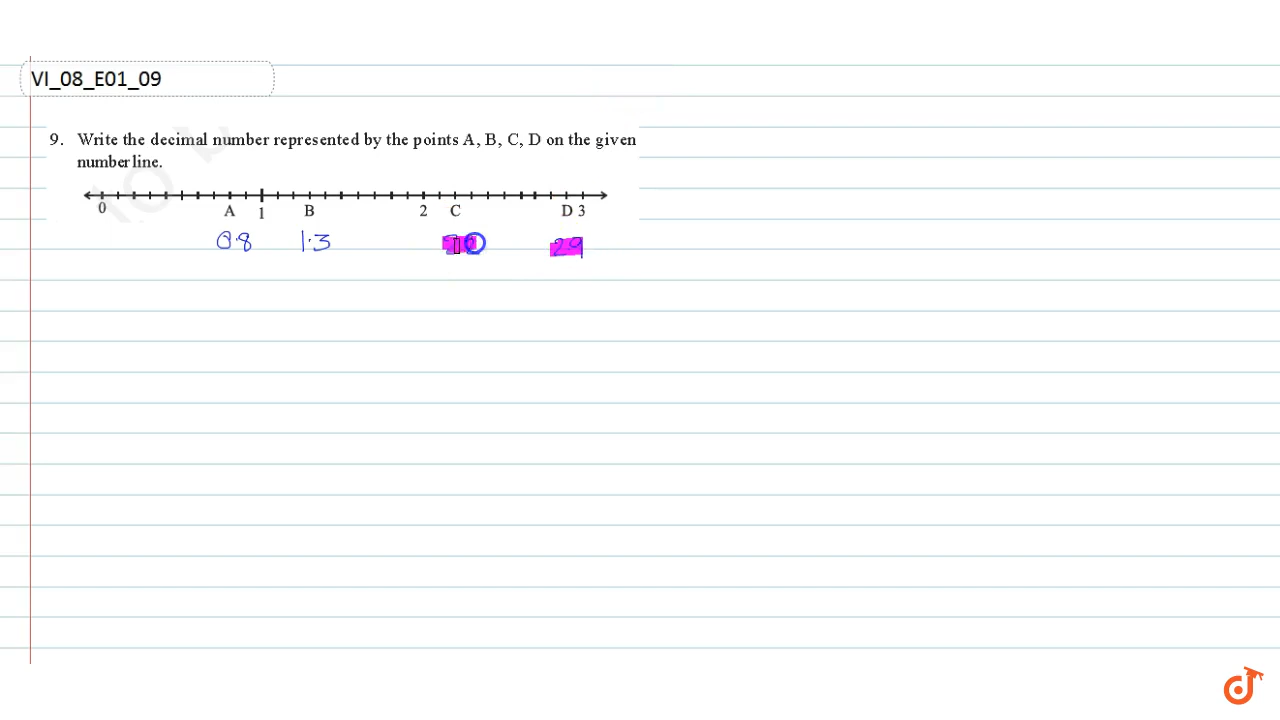 VI_08_E01_09
9. Write the decimal number represented by the points A, B, C, D on the given
number line.
0 A 1 B 2 C D 3
0.8 1.3 29